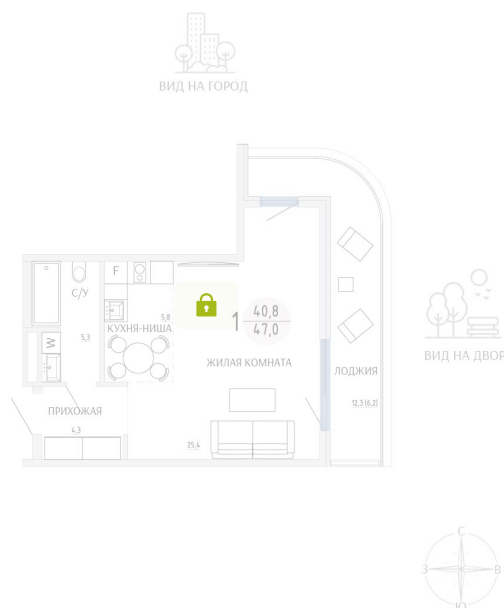 ВИД НА ГОРОД
С/У
F
5,8
КУХНЯ-НИША
5,3
W
1
40,8
47,0
ЖИЛАЯ КОМНАТА
ЛОДЖИЯ
12,3 (6,2)
ВИД НА ДВОР
ПРИХОЖАЯ
4,3
25,4
С
З
В
Ю